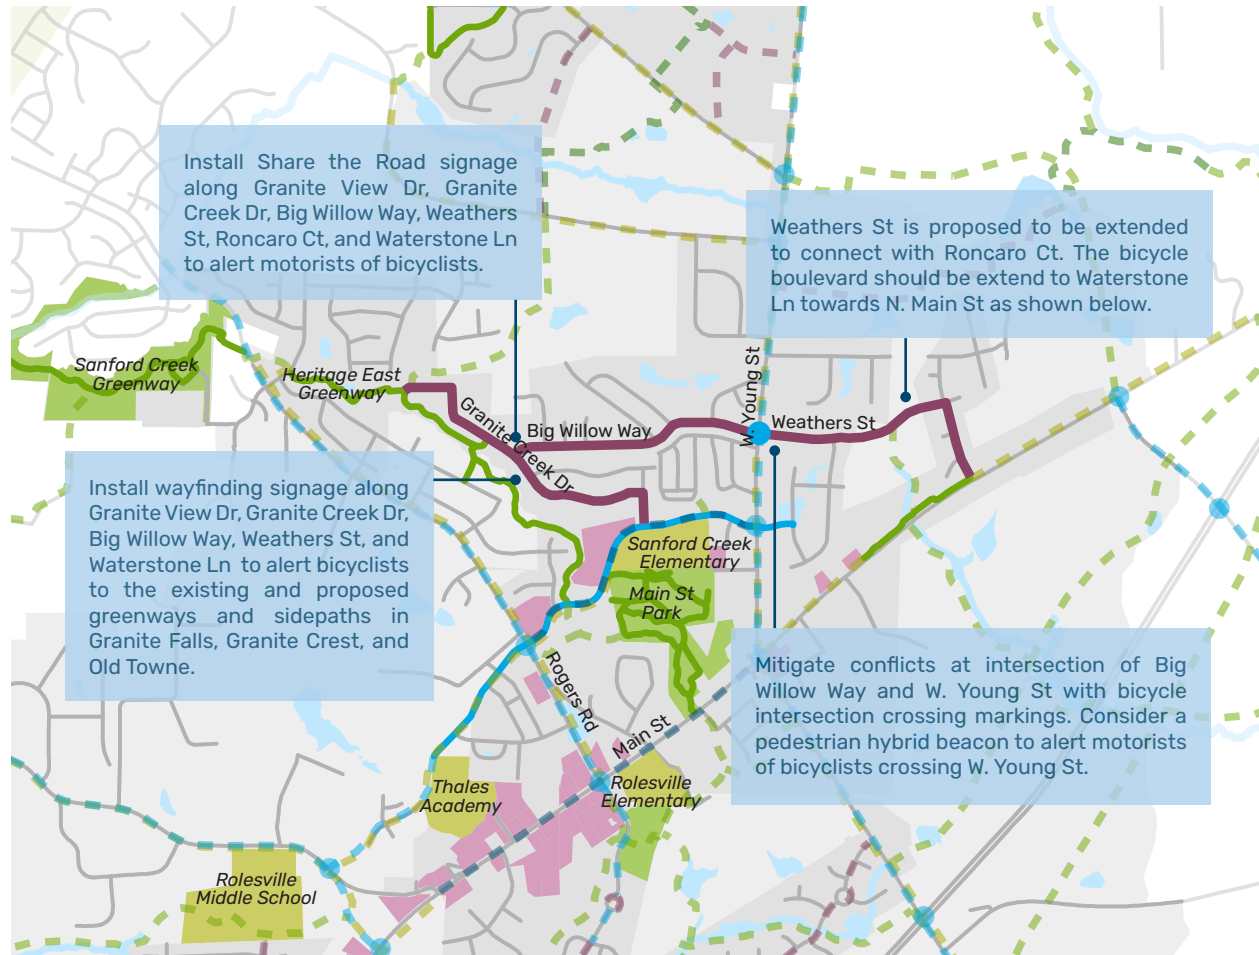 Install Share the Road signage
along Granite View Dr, Granite
Creek Dr, Big Willow Way, Weathers
St, Roncaro Ct, and Waterstone Ln
to alert motorists of bicyclists.
Weathers St is proposed to be extended
to connect with Roncaro Ct. The bicycle
boulevard should be extend to Waterstone
Ln towards N. Main St as shown below.
Sanford Creek
Greenway
Heritage East
Greenway
Granite Creek Dr
Big Willow Way
W. Young St
Weathers St
Install wayfinding signage along
Granite View Dr, Granite Creek Dr,
Big Willow Way, Weathers St, and
Waterstone Ln to alert bicyclists
to the existing and proposed
greenways and sidepaths in
Granite Falls, Granite Crest, and
Old Towne.
Sanford Creek
Elementary
Main St
Park
Rogers Rd
Main St
Mitigate conflicts at intersection of Big
Willow Way and W. Young St with bicycle
intersection crossing markings. Consider a
pedestrian hybrid beacon to alert motorists
of bicyclists crossing W. Young St.
Thales
Academy
Rolesville
Elementary
Rolesville
Middle School